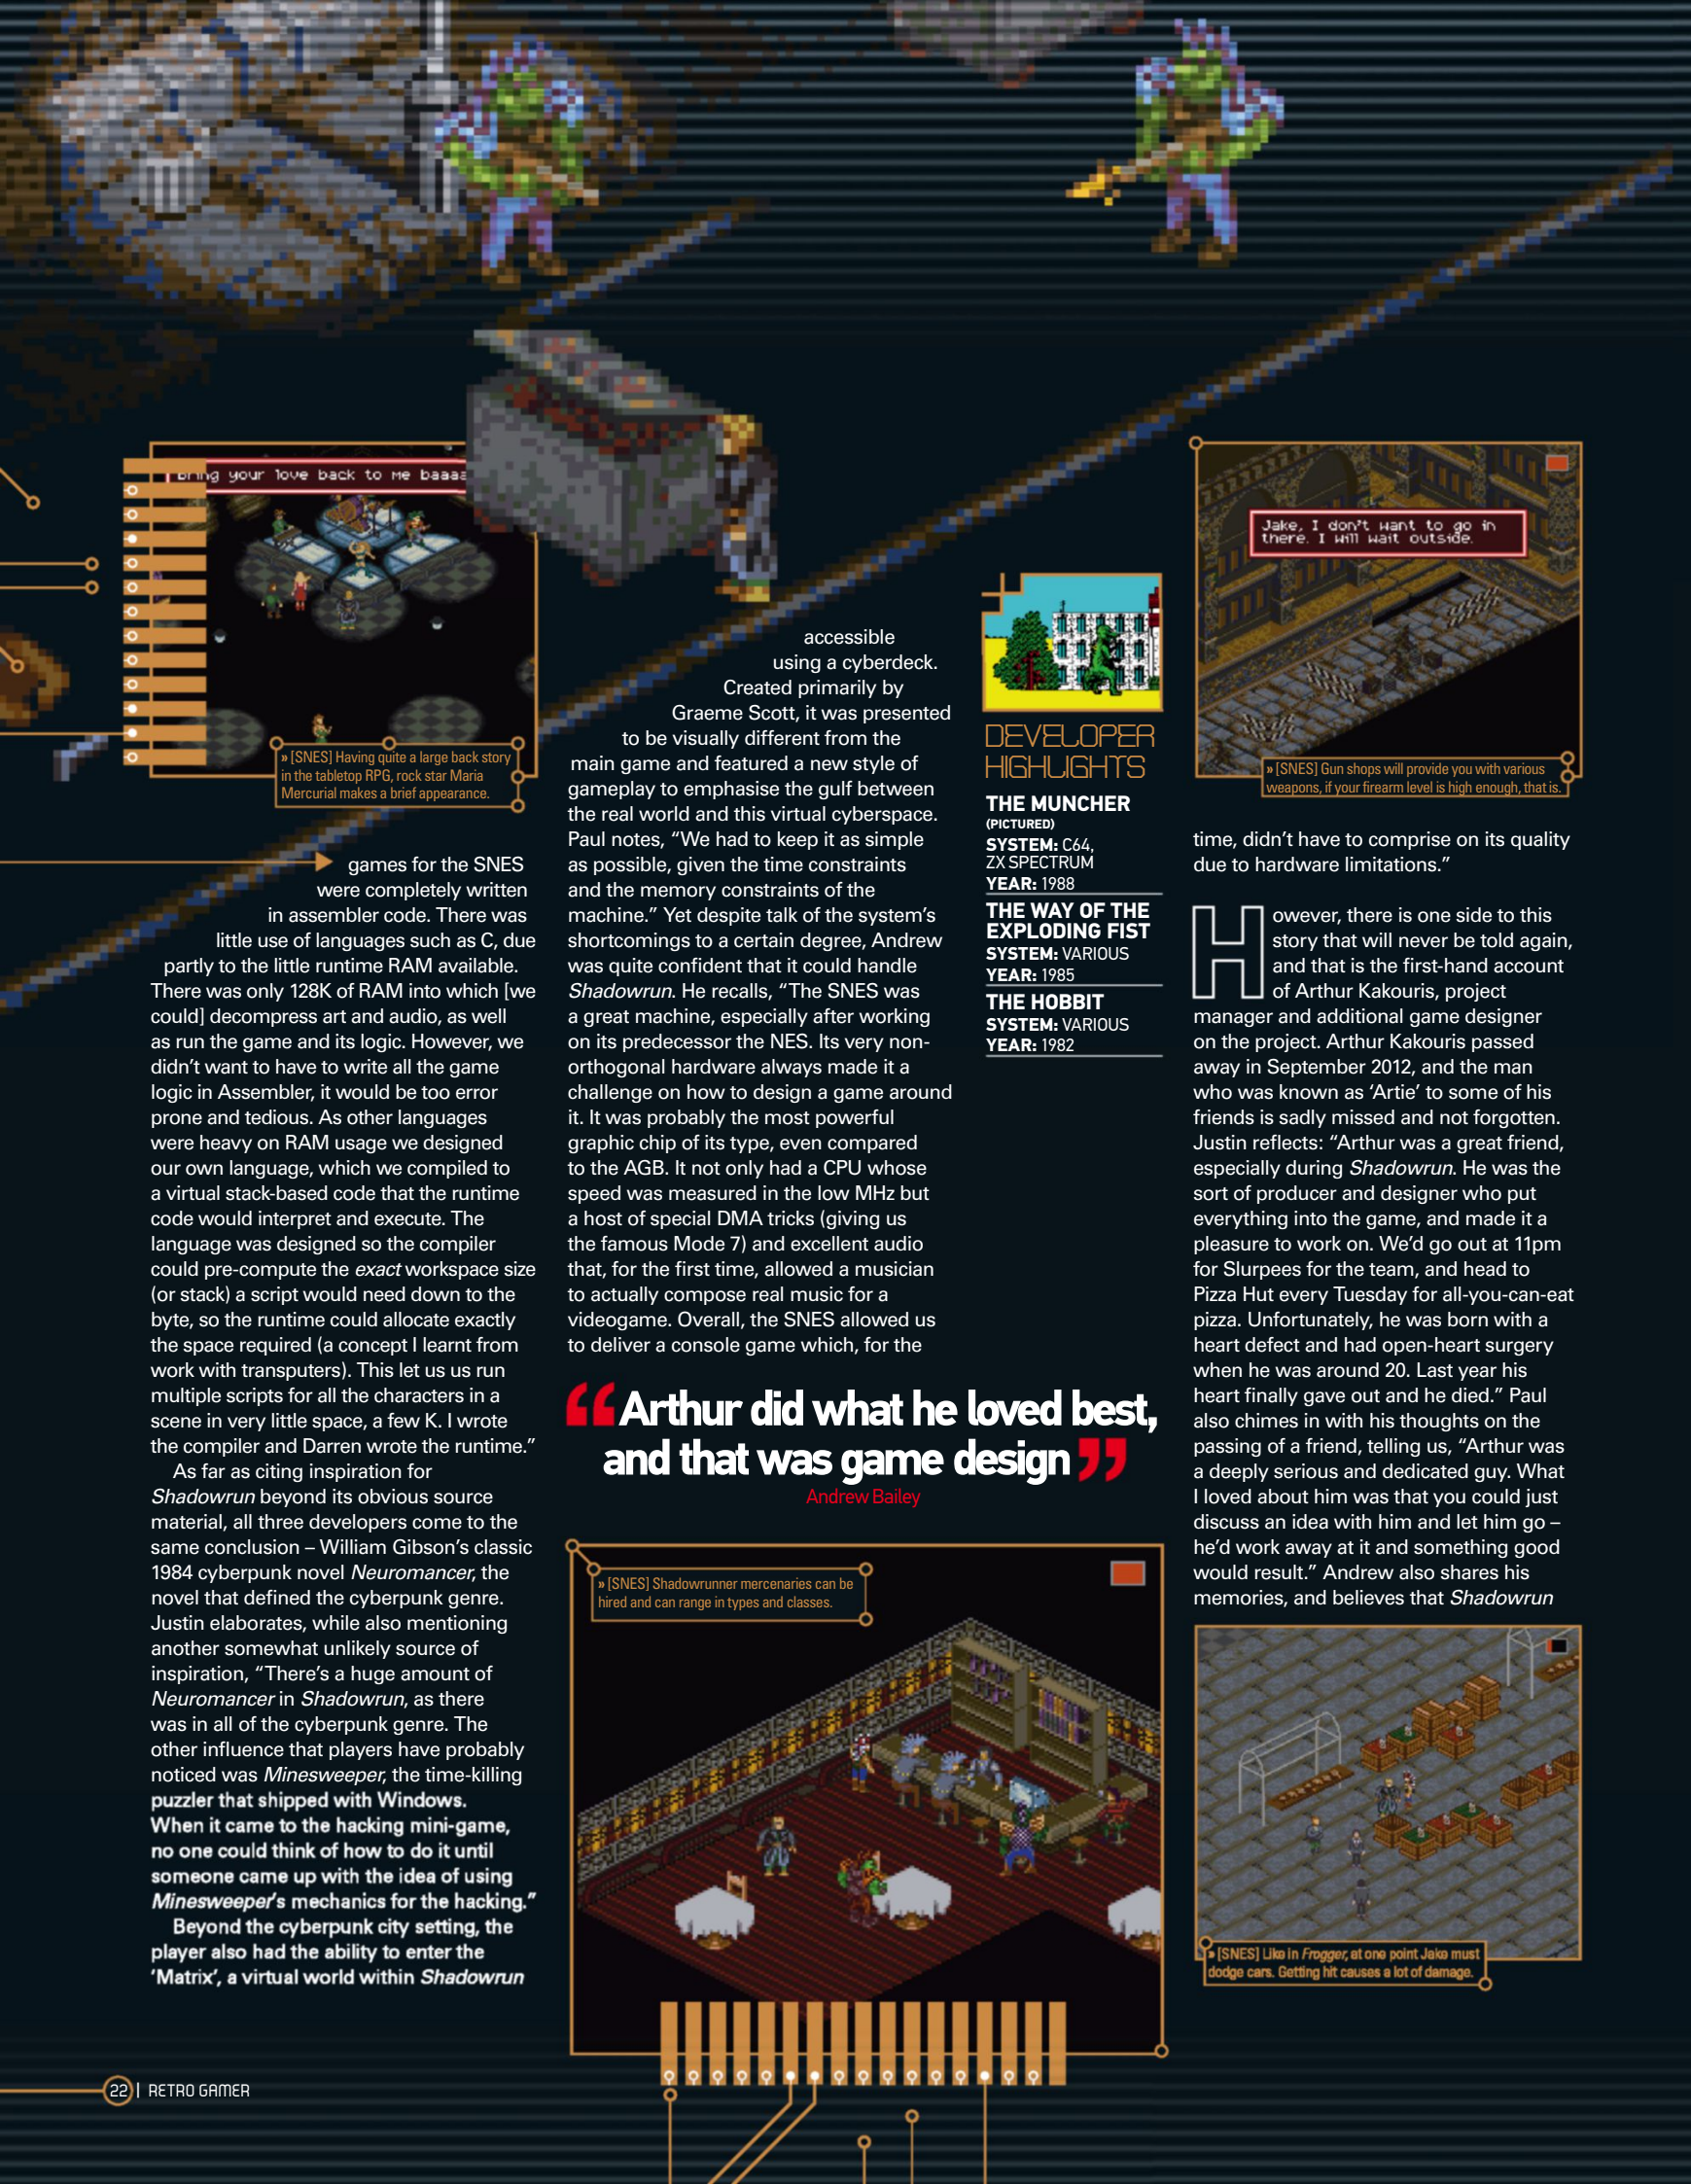 bring your love back to me baaaa
» [SNES] Having quite a large back story
in the tabletop RPG, rock star Maria
Mercurial makes a brief appearance.
games for the SNES
were completely written
in assembler code. There was
little use of languages such as C, due
partly to the little runtime RAM available.
There was only 128K of RAM into which [we
could] decompress art and audio, as well
as run the game and its logic. However, we
didn't want to have to write all the game
logic in Assembler, it would be too error
prone and tedious. As other languages
were heavy on RAM usage we designed
our own language, which we compiled to
a virtual stack-based code that the runtime
code would interpret and execute. The
language was designed so the compiler
could pre-compute the exact workspace size
(or stack) a script would need down to the
byte, so the runtime could allocate exactly
the space required (a concept I learnt from
work with transputers). This let us us run
multiple scripts for all the characters in a
scene in very little space, a few K. I wrote
the compiler and Darren wrote the runtime.”
As far as citing inspiration for
Shadowrun beyond its obvious source
material, all three developers come to the
same conclusion – William Gibson’s classic
1984 cyberpunk novel Neuromancer, the
novel that defined the cyberpunk genre.
Justin elaborates, while also mentioning
another somewhat unlikely source of
inspiration, “There’s a huge amount of
Neuromancer in Shadowrun, as there
was in all of the cyberpunk genre. The
other influence that players have probably
noticed was Minesweeper, the time-killing
puzzler that shipped with Windows.
When it came to the hacking mini-game,
no one could think of how to do it until
someone came up with the idea of using
Minesweeper’s mechanics for the hacking.”
Beyond the cyberpunk city setting, the
player also had the ability to enter the
‘Matrix’, a virtual world within Shadowrun
accessible
using a cyberdeck.
Created primarily by
Graeme Scott, it was presented
to be visually different from the
main game and featured a new style of
gameplay to emphasise the gulf between
the real world and this virtual cyberspace.
Paul notes, “We had to keep it as simple
as possible, given the time constraints
and the memory constraints of the
machine.” Yet despite talk of the system’s
shortcomings to a certain degree, Andrew
was quite confident that it could handle
Shadowrun. He recalls, “The SNES was
a great machine, especially after working
on its predecessor the NES. Its very non-
orthogonal hardware always made it a
challenge on how to design a game around
it. It was probably the most powerful
graphic chip of its type, even compared
to the AGB. It not only had a CPU whose
speed was measured in the low MHz but
a host of special DMA tricks (giving us
the famous Mode 7) and excellent audio
that, for the first time, allowed a musician
to actually compose real music for a
videogame. Overall, the SNES allowed us
to deliver a console game which, for the
“Arthur did what he loved best,
and that was game design”
Andrew Bailey
» [SNES] Shadowrunner mercenaries can be
hired and can range in types and classes.
DEVELOPER
HIGHLIGHTS
THE MUNCHER
(PICTURED)
SYSTEM: C64,
ZX SPECTRUM
YEAR: 1988
THE WAY OF THE
EXPLODING FIST
SYSTEM: VARIOUS
YEAR: 1985
THE HOBBIT
SYSTEM: VARIOUS
YEAR: 1982
Jake, I don't want to go in
there. I will wait outside.
» [SNES] Gun shops will provide you with various
weapons, if your firearm level is high enough, that is.
time, didn’t have to comprise on its quality
due to hardware limitations.”
However, there is one side to this
story that will never be told again,
and that is the first-hand account
of Arthur Kakouris, project
manager and additional game designer
on the project. Arthur Kakouris passed
away in September 2012, and the man
who was known as ‘Artie’ to some of his
friends is sadly missed and not forgotten.
Justin reflects: “Arthur was a great friend,
especially during Shadowrun. He was the
sort of producer and designer who put
everything into the game, and made it a
pleasure to work on. We’d go out at 11pm
for Slurpees for the team, and head to
Pizza Hut every Tuesday for all-you-can-eat
pizza. Unfortunately, he was born with a
heart defect and had open-heart surgery
when he was around 20. Last year his
heart finally gave out and he died.” Paul
also chimes in with his thoughts on the
passing of a friend, telling us, “Arthur was
a deeply serious and dedicated guy. What
I loved about him was that you could just
discuss an idea with him and let him go –
he’d work away at it and something good
would result.” Andrew also shares his
memories, and believes that Shadowrun
» [SNES] Like in Frogger, at one point Jake must
dodge cars. Getting hit causes a lot of damage.
22 | RETRO GAMER